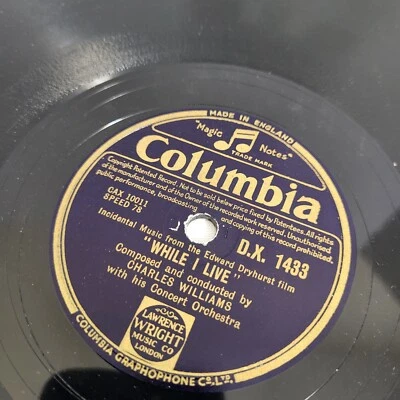 MADE IN ENGLAND
"Magic Notes"
TRADE MARK
Columbia
Copyright Patented Record. Not to be sold below price fixed by Patentees. All rights
of the manufacturer and of the Owner of the recorded work reserved. Unauthorised
public performance, broadcasting and copying of this record prohibited.
CAX 10011
SPEED 78
D.X. 1433
Incidental Music from the Edward Dryhurst film
"WHILE I LIVE"
Composed and conducted by
CHARLES WILLIAMS
with his Concert Orchestra
LAWRENCE
WRIGHT
MUSIC CO
LONDON
COLUMBIA GRAPHOPHONE CO. LTD.